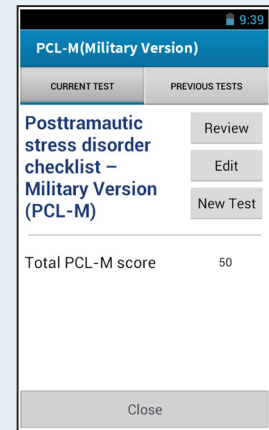 9:39
PCL-M(Military Version)
CURRENT TEST PREVIOUS TESTS
Posttramautic
stress disorder
checklist –
Military Version
(PCL-M)
Review
Edit
New Test
Total PCL-M score 50
Close